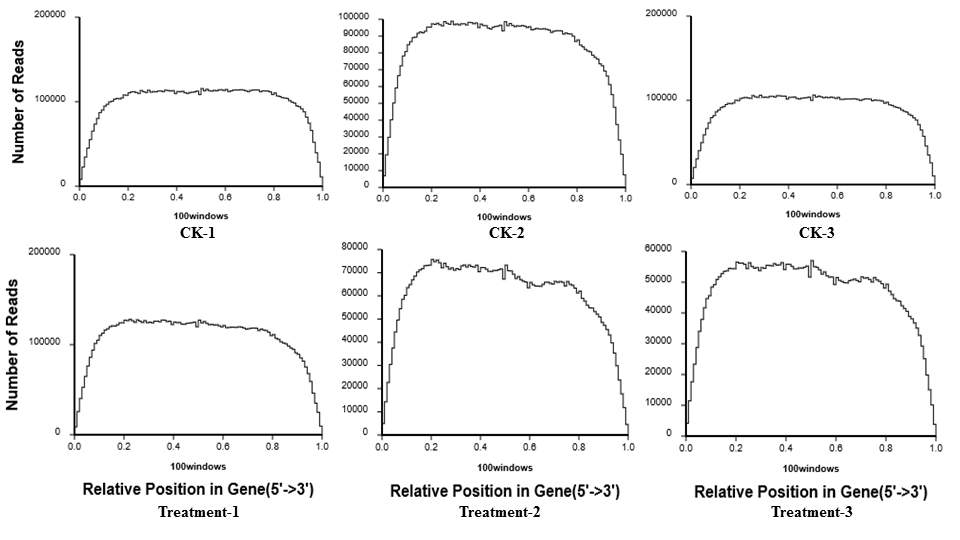 Number of Reads
200000
100000
0
0.0 0.2 0.4 0.6 0.8 1.0
100windows
CK-1
100000
90000
80000
70000
60000
50000
40000
30000
20000
10000
0
0.0 0.2 0.4 0.6 0.8 1.0
100windows
CK-2
200000
100000
0
0.0 0.2 0.4 0.6 0.8 1.0
100windows
CK-3
Number of Reads
200000
100000
0
0.0 0.2 0.4 0.6 0.8 1.0
100windows
Relative Position in Gene(5'->3')
Treatment-1
80000
70000
60000
50000
40000
30000
20000
10000
0
0.0 0.2 0.4 0.6 0.8 1.0
100windows
Relative Position in Gene(5'->3')
Treatment-2
60000
50000
40000
30000
20000
10000
0
0.0 0.2 0.4 0.6 0.8 1.0
100windows
Relative Position in Gene(5'->3')
Treatment-3